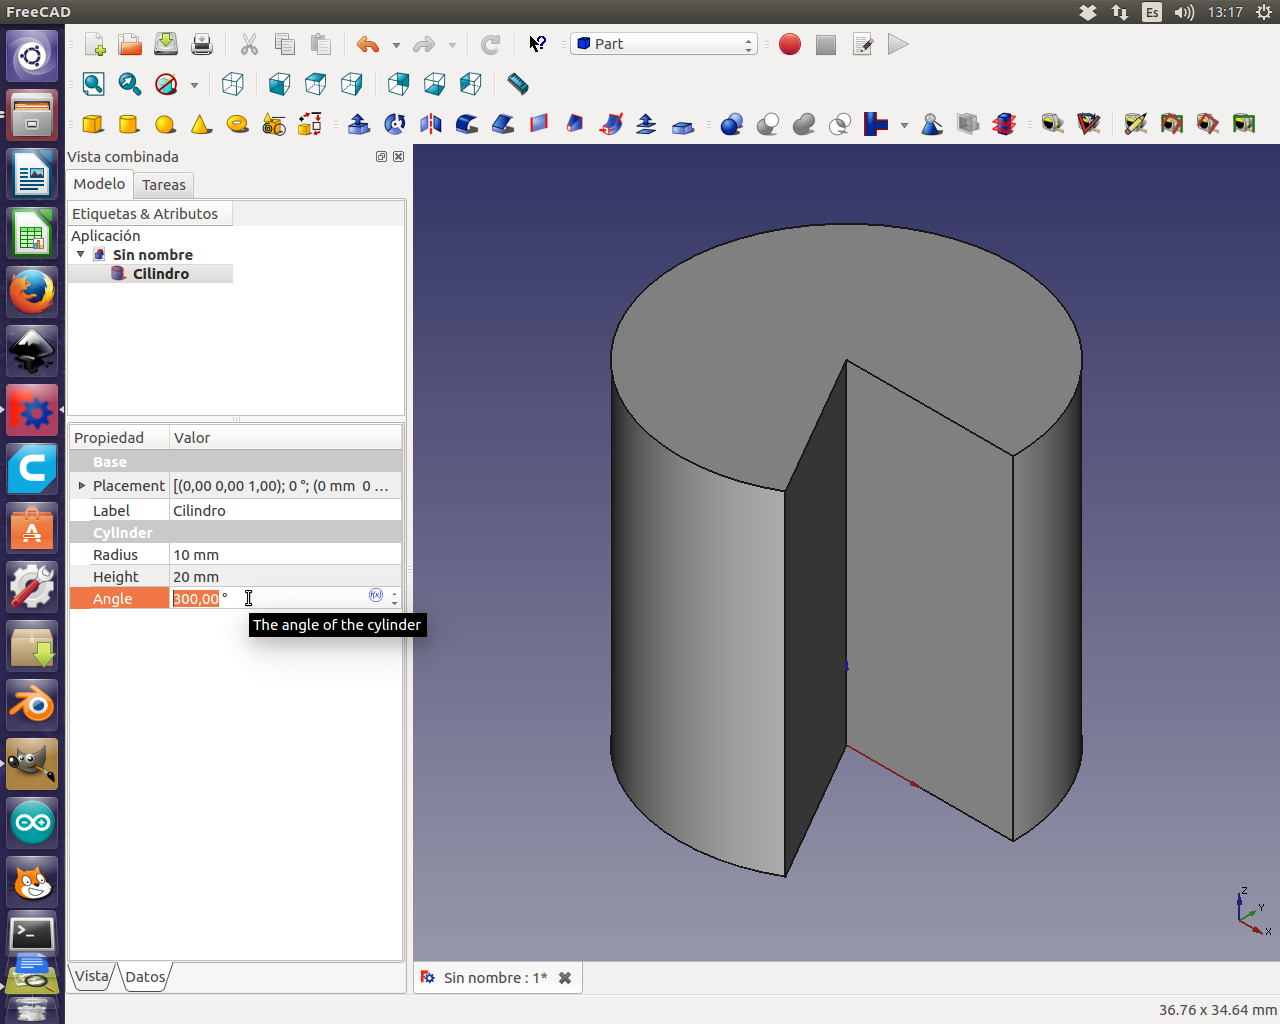 FreeCAD
Es
13:17
Part
Vista combinada
Modelo
Tareas
Etiquetas & Atributos
Aplicación
Sin nombre
Cilindro
Propiedad
Valor
Base
Placement
[(0,00 0,00 1,00); 0 °; (0 mm 0 ...
Label
Cilindro
Cylinder
Radius
10 mm
Height
20 mm
Angle
300,00 °
f(x)
The angle of the cylinder
Z
Y
X
Vista
Datos
Sin nombre : 1*
36.76 x 34.64 mm